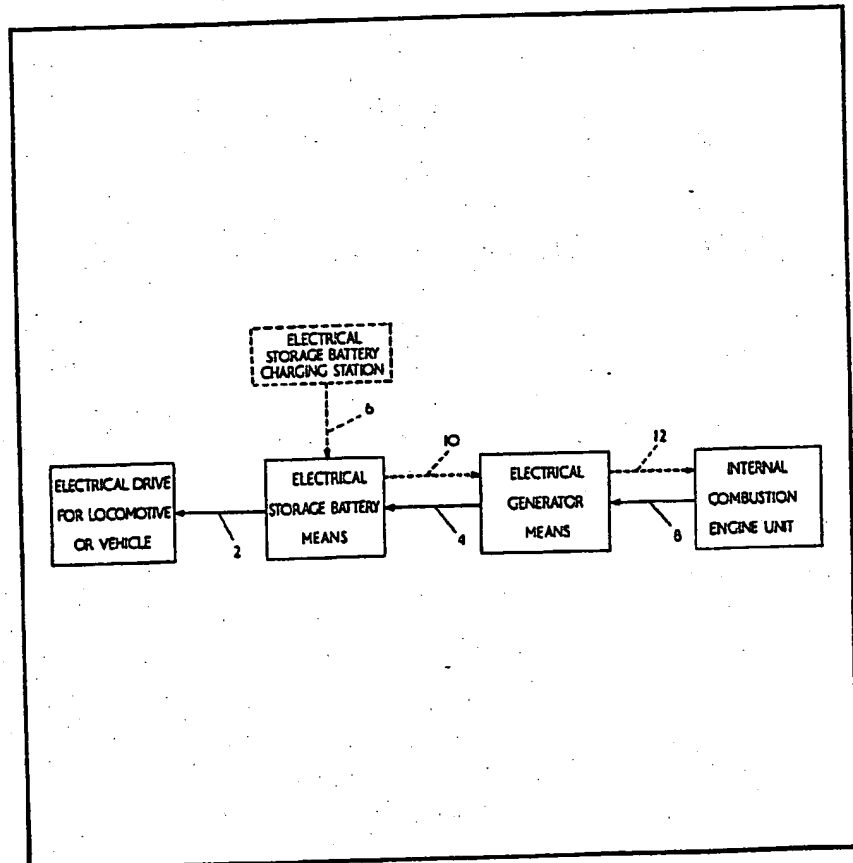 ELECTRICAL
STORAGE BATTERY
CHARGING STATION
6
10
12
ELECTRICAL DRIVE
FOR LOCOMOTIVE
OR VEHICLE
ELECTRICAL
STORAGE BATTERY
MEANS
ELECTRICAL
GENERATOR
MEANS
INTERNAL
COMBUSTION
ENGINE UNIT
2
4
8